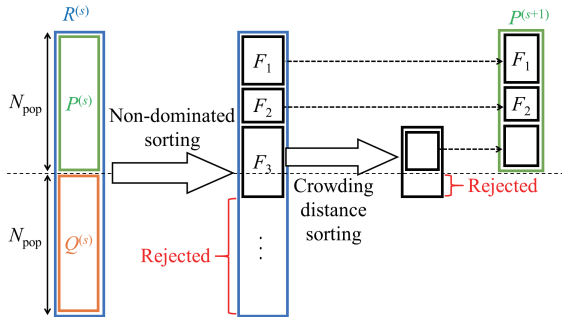 R^(s)
P^(s+1)
N_pop
P^(s)
Non-dominated
sorting
F_1
F_2
F_3
F_1
F_2
Crowding
distance
sorting
Rejected
N_pop
Q^(s)
Rejected
⋮